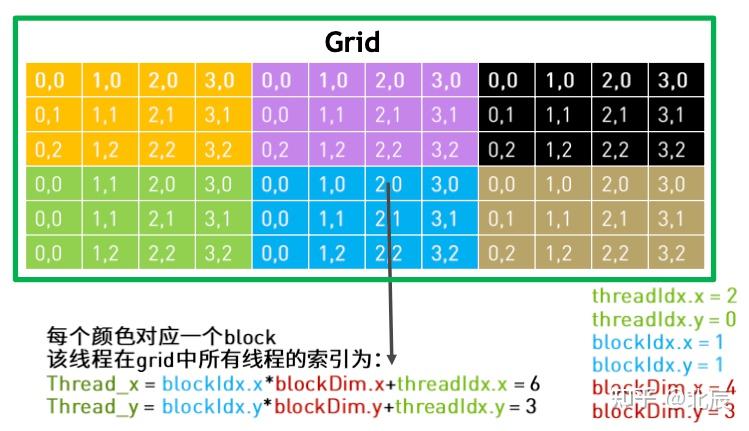 Grid
0,0 1,0 2,0 3,0 0,0 1,0 2,0 3,0 0,0 1,0 2,0 3,0
0,1 1,1 2,1 3,1 0,0 1,1 2,1 3,1 0,1 1,1 2,1 3,1
0,2 1,2 2,2 3,2 0,2 1,2 2,2 3,2 0,2 1,2 2,2 3,2
0,0 1,1 2,0 3,0 0,0 1,0 2,0 3,0 0,0 1,0 2,0 3,0
0,0 1,1 2,1 3,1 0,0 1,1 2,1 3,1 0,1 1,1 2,1 3,1
0,0 1,2 2,2 3,2 0,0 1,2 2,2 3,2 0,2 1,2 2,2 3,2
threadIdx.x = 2
threadIdx.y = 0
blockIdx.x = 1
blockIdx.y = 1
blockDim.x = 4
blockDim.y = 3
每个颜色对应一个block
该线程在grid中所有线程的索引为：
Thread_x = blockIdx.x*blockDim.x+threadIdx.x = 6
Thread_y = blockIdx.y*blockDim.y+threadIdx.y = 3
知乎 @北辰